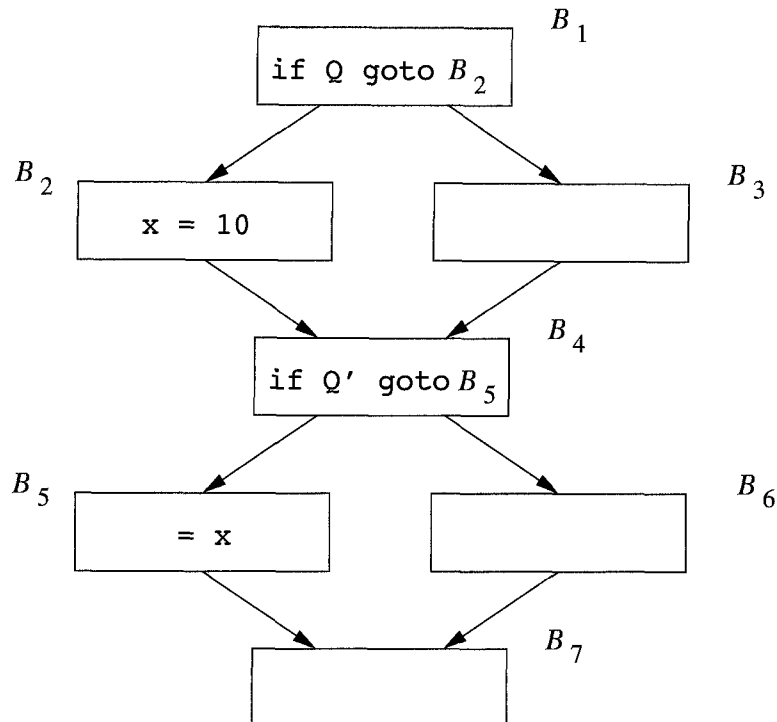 B1
if Q goto B2
B2
x = 10
B3
B4
if Q' goto B5
B5
= x
B6
B7